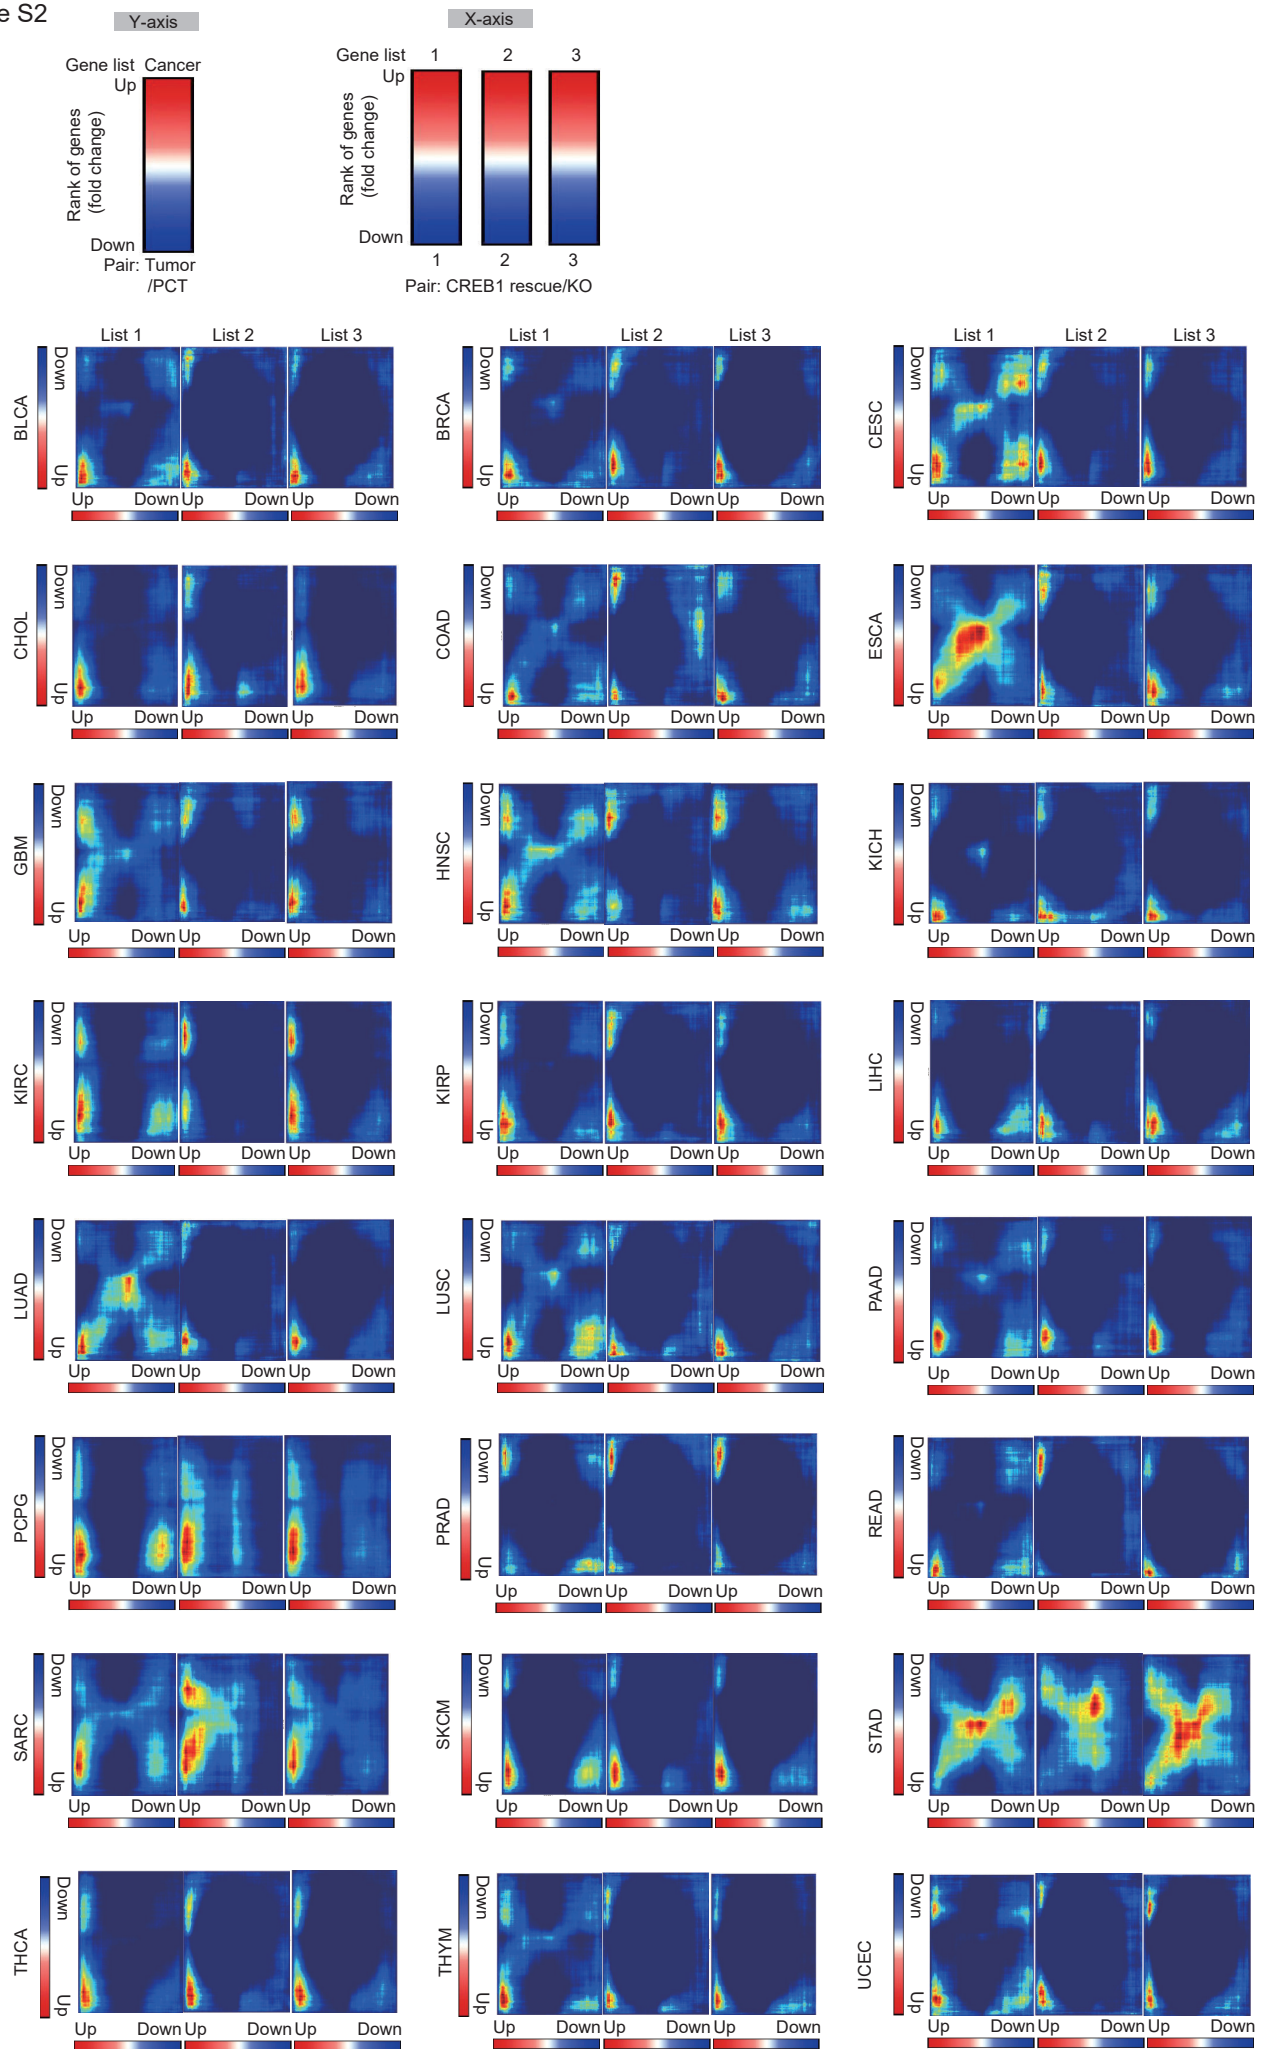 e S2
Y-axis
X-axis
Gene list Cancer
Up
Rank of genes
(fold change)
Down
Pair: Tumor
/PCT
Gene list 1 2 3
Up
Rank of genes
(fold change)
Down
1 2 3
Pair: CREB1 rescue/KO
List 1 List 2 List 3 List 1 List 2 List 3 List 1 List 2 List 3
BLCA Down Up BRCA Down Up CESC Down Up
Up Down Up Down Up Down Up Down Up Down Up Down Up Down Up Down Up Down
CHOL Down Up COAD Down Up ESCA Down Up
Up Down Up Down Up Down Up Down Up Down Up Down Up Down Up Down Up Down
GBM Down Up HNSC Down Up KICH Down Up
Up Down Up Down Up Down Up Down Up Down Up Down Up Down Up Down Up Down
KIRC Down Up KIRP Down Up LIHC Down Up
Up Down Up Down Up Down Up Down Up Down Up Down Up Down Up Down Up Down
LUAD Down Up LUSC Down Up PAAD Down Up
Up Down Up Down Up Down Up Down Up Down Up Down Up Down Up Down Up Down
PCPG Down Up PRAD Down Up READ Down Up
Up Down Up Down Up Down Up Down Up Down Up Down Up Down Up Down Up Down
SARC Down Up SKCM Down Up STAD Down Up
Up Down Up Down Up Down Up Down Up Down Up Down Up Down Up Down Up Down
THCA Down Up THYM Down Up UCEC Down Up
Up Down Up Down Up Down Up Down Up Down Up Down Up Down Up Down Up Down